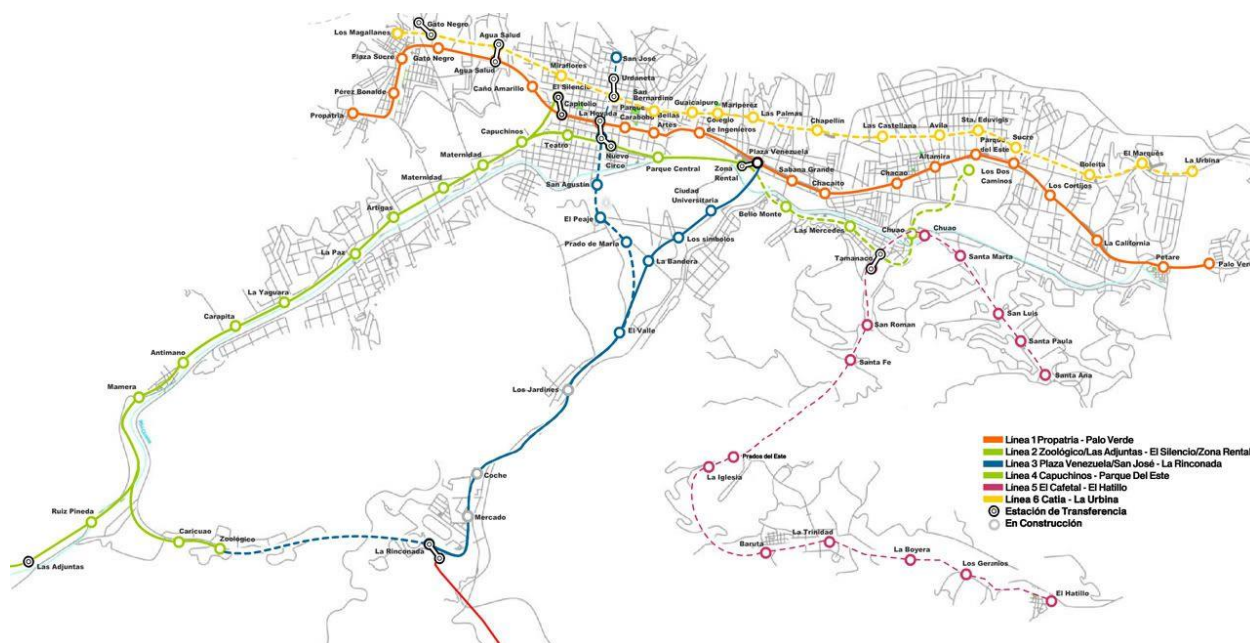 Gato Negro
Los Magallanes
Agua Salud
San José
Plaza Sucre
Gato Negro
Agua Salud
Miraflores
Urdaneta
Pérez Bonalde
Caño Amarillo
El Silencio
San
Bernardino
Guaicaipuro
Mariperez
Las Palmas
Propatria
Capitolio
La Hoyada
Parque
Carabobo
Bellas
Artes
Colegio
de Ingenieros
Chapellin
Las Castellana
Avila
Sta. Eduvigis
Sucre
Parque
del Este
Capuchinos
Teatro
Nuevo
Circo
Parque Central
Zona
Rental
Plaza Venezuela
Sabana Grande
Chacaito
Chacao
Altamira
Los Dos
Caminos
Boleita
El Marqués
La Urbina
Maternidad
Maternidad
San Agustín
Ciudad
Universitaria
Bello Monte
Los Cortijos
Artigas
El Peaje
Prado de María
Los símbolos
Las Mercedes
Chuao
Chuao
La California
La Paz
La Bandera
Tamanaco
Santa Marta
Petare
Palo Verde
La Yaguara
Carapita
El Valle
San Roman
San Luis
Antimano
Santa Fe
Santa Paula
Santa Ana
Mamera
Los Jardines
Prados del Este
La Iglesia
Coche
Ruiz Pineda
Mercado
Caricuao
Zoológico
La Rinconada
Las Adjuntas
Baruta
La Trinidad
La Boyera
Los Geranios
El Hatillo
Línea 1 Propatria - Palo Verde
Línea 2 Zoológico/Las Adjuntas - El Silencio/Zona Rental
Línea 3 Plaza Venezuela/San José - La Rinconada
Línea 4 Capuchinos - Parque Del Este
Línea 5 El Cafetal - El Hatillo
Línea 6 Catia - La Urbina
Estación de Transferencia
En Construcción